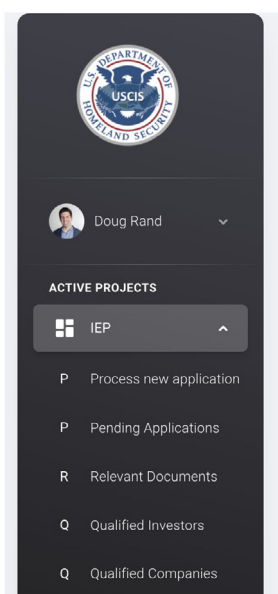 U.S. DEPARTMENT OF
HOMELAND SECURITY
USCIS
Doug Rand
ACTIVE PROJECTS
IEP
P Process new application
P Pending Applications
R Relevant Documents
Q Qualified Investors
Q Qualified Companies